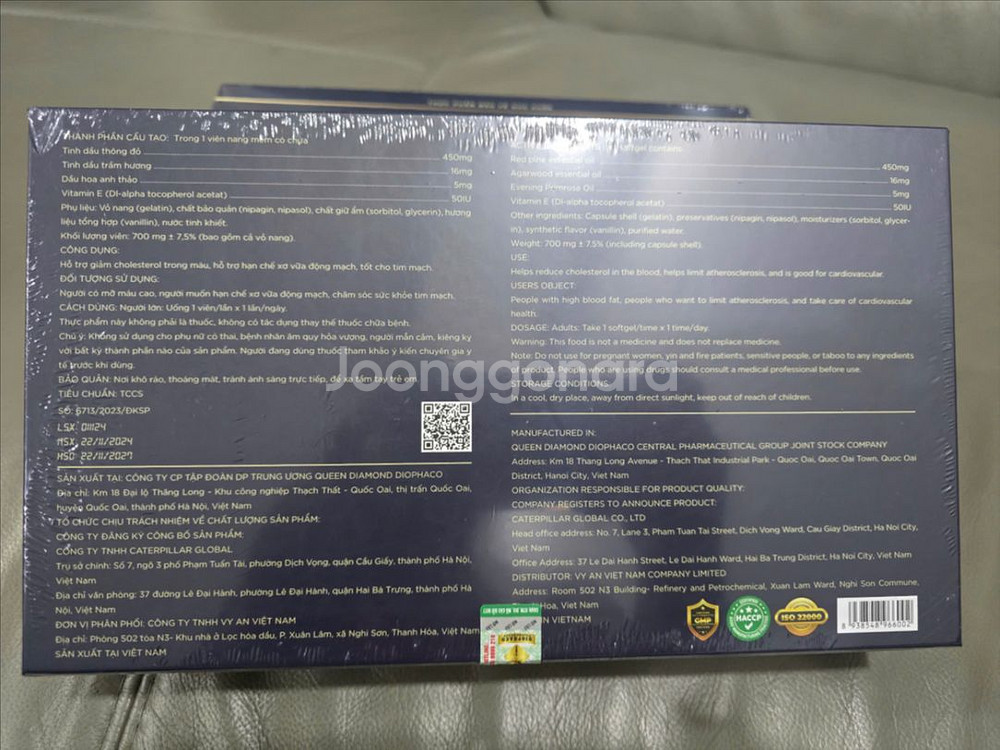 THÀNH PHẦN CẤU TẠO: Trong 1 viên nang mềm có chứa
Tinh dầu thông đỏ 450mg
Tinh dầu trầm hương 16mg
Dầu hoa anh thảo 5mg
Vitamin E (Dl-alpha tocopherol acetat) 50IU
Phụ liệu: Vỏ nang (gelatin), chất bảo quản (nipagin, nipasol), chất giữ ẩm (sorbitol, glycerin), hương
liệu tổng hợp (vanillin), nước tinh khiết.
Khối lượng viên: 700 mg ± 7,5% (bao gồm cả vỏ nang).
CÔNG DỤNG:
Hỗ trợ giảm cholesterol trong máu, hỗ trợ hạn chế xơ vữa động mạch, tốt cho tim mạch.
ĐỐI TƯỢNG SỬ DỤNG:
Người có mỡ máu cao, người muốn hạn chế xơ vữa động mạch, chăm sóc sức khỏe tim mạch.
CÁCH DÙNG: Người lớn: Uống 1 viên/lần x 1 lần/ngày.
Thực phẩm này không phải là thuốc, không có tác dụng thay thế thuốc chữa bệnh.
Chú ý: Không sử dụng cho phụ nữ có thai, bệnh nhân âm quy hỏa vượng, người mẫn cảm, kiêng kỵ
với bất kỳ thành phần nào của sản phẩm. Người đang dùng thuốc tham khảo ý kiến chuyên gia y
tế trước khi dùng.
BẢO QUẢN: Nơi khô ráo, thoáng mát, tránh ánh sáng trực tiếp, để xa tầm tay trẻ em.
TIÊU CHUẨN: TCCS
SỐ: 6713/2023/ĐKSP
LSX: 011124
MSX: 22/11/2024
HSD: 22/11/2027
SẢN XUẤT TẠI: CÔNG TY CP TẬP ĐOÀN DP TRUNG ƯƠNG QUEEN DIAMOND DIOPHACO
Địa chỉ: Km 18 Đại lộ Thăng Long - Khu công nghiệp Thạch Thất - Quốc Oai, thị trấn Quốc Oai,
huyện Quốc Oai, thành phố Hà Nội, Việt Nam
TỔ CHỨC CHỊU TRÁCH NHIỆM VỀ CHẤT LƯỢNG SẢN PHẨM:
CÔNG TY ĐĂNG KÝ CÔNG BỐ SẢN PHẨM:
CÔNG TY TNHH CATERPILLAR GLOBAL
Trụ sở chính: Số 7, ngõ 3 phố Phạm Tuấn Tài, phường Dịch Vọng, quận Cầu Giấy, thành phố Hà Nội,
Việt Nam
Địa chỉ văn phòng: 37 đường Lê Đại Hành, phường Lê Đại Hành, quận Hai Bà Trưng, thành phố Hà
Nội, Việt Nam
ĐƠN VỊ PHÂN PHỐI: CÔNG TY TNHH VY AN VIỆT NAM
Địa chỉ: Phòng 502 tòa N3- Khu nhà ở Lọc hóa dầu, P. Xuân Lâm, xã Nghi Sơn, Thanh Hóa, Việt Nam
SẢN XUẤT TẠI VIỆT NAM
softgel contains:
Red pine essential oil 450mg
Agarwood essential oil 16mg
Evening Primrose Oil 5mg
Vitamin E (Dl-alpha tocopherol acetate) 50IU
Other ingredients: Capsule shell (gelatin), preservatives (nipagin, nipasol), moisturizers (sorbitol, glycer-
in), synthetic flavor (vanillin), purified water.
Weight: 700 mg ± 7.5% (including capsule shell).
USE:
Helps reduce cholesterol in the blood, helps limit atherosclerosis, and is good for cardiovascular.
USERS OBJECT:
People with high blood fat, people who want to limit atherosclerosis, and take care of cardiovascular
health.
DOSAGE: Adults: Take 1 softgel/time x 1 time/day.
Warning: This food is not a medicine and does not replace medicine.
Note: Do not use for pregnant women, yin and fire patients, sensitive people, or taboo to any ingredients
of product. People who are using drugs should consult a medical professional before use.
STORAGE CONDITIONS:
In a cool, dry place, away from direct sunlight, keep out of reach of children.
MANUFACTURED IN:
QUEEN DIAMOND DIOPHACO CENTRAL PHARMACEUTICAL GROUP JOINT STOCK COMPANY
Address: Km 18 Thang Long Avenue - Thach That Industrial Park - Quoc Oai, Quoc Oai Town, Quoc Oai
District, Hanoi City, Viet Nam
ORGANIZATION RESPONSIBLE FOR PRODUCT QUALITY:
COMPANY REGISTERS TO ANNOUNCE PRODUCT:
CATERPILLAR GLOBAL CO., LTD
Head office address: No. 7, Lane 3, Pham Tuan Tai Street, Dich Vong Ward, Cau Giay District, Ha Noi City,
Viet Nam
Office Address: 37 Le Dai Hanh Street, Le Dai Hanh Ward, Hai Ba Trung District, Ha Noi City, Viet Nam
DISTRIBUTOR: VY AN VIET NAM COMPANY LIMITED
Address: Room 502 N3 Building- Refinery and Petrochemical, Xuan Lam Ward, Nghi Son Commune,
Hoa, Viet Nam
IN VIETNAM
GMP
HACCP
ISO 22000
8 938548 966002
Joonggonara